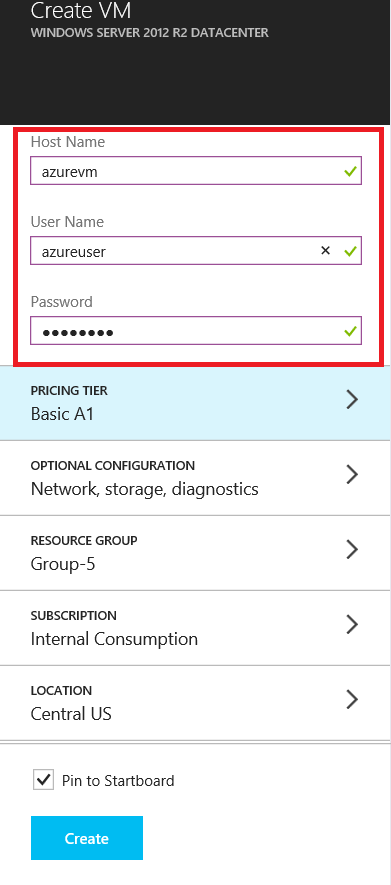 Create VM
WINDOWS SERVER 2012 R2 DATACENTER
Host Name
azurevm
User Name
azureuser
Password
●●●●●●●●
PRICING TIER
Basic A1
OPTIONAL CONFIGURATION
Network, storage, diagnostics
RESOURCE GROUP
Group-5
SUBSCRIPTION
Internal Consumption
LOCATION
Central US
Pin to Startboard
Create